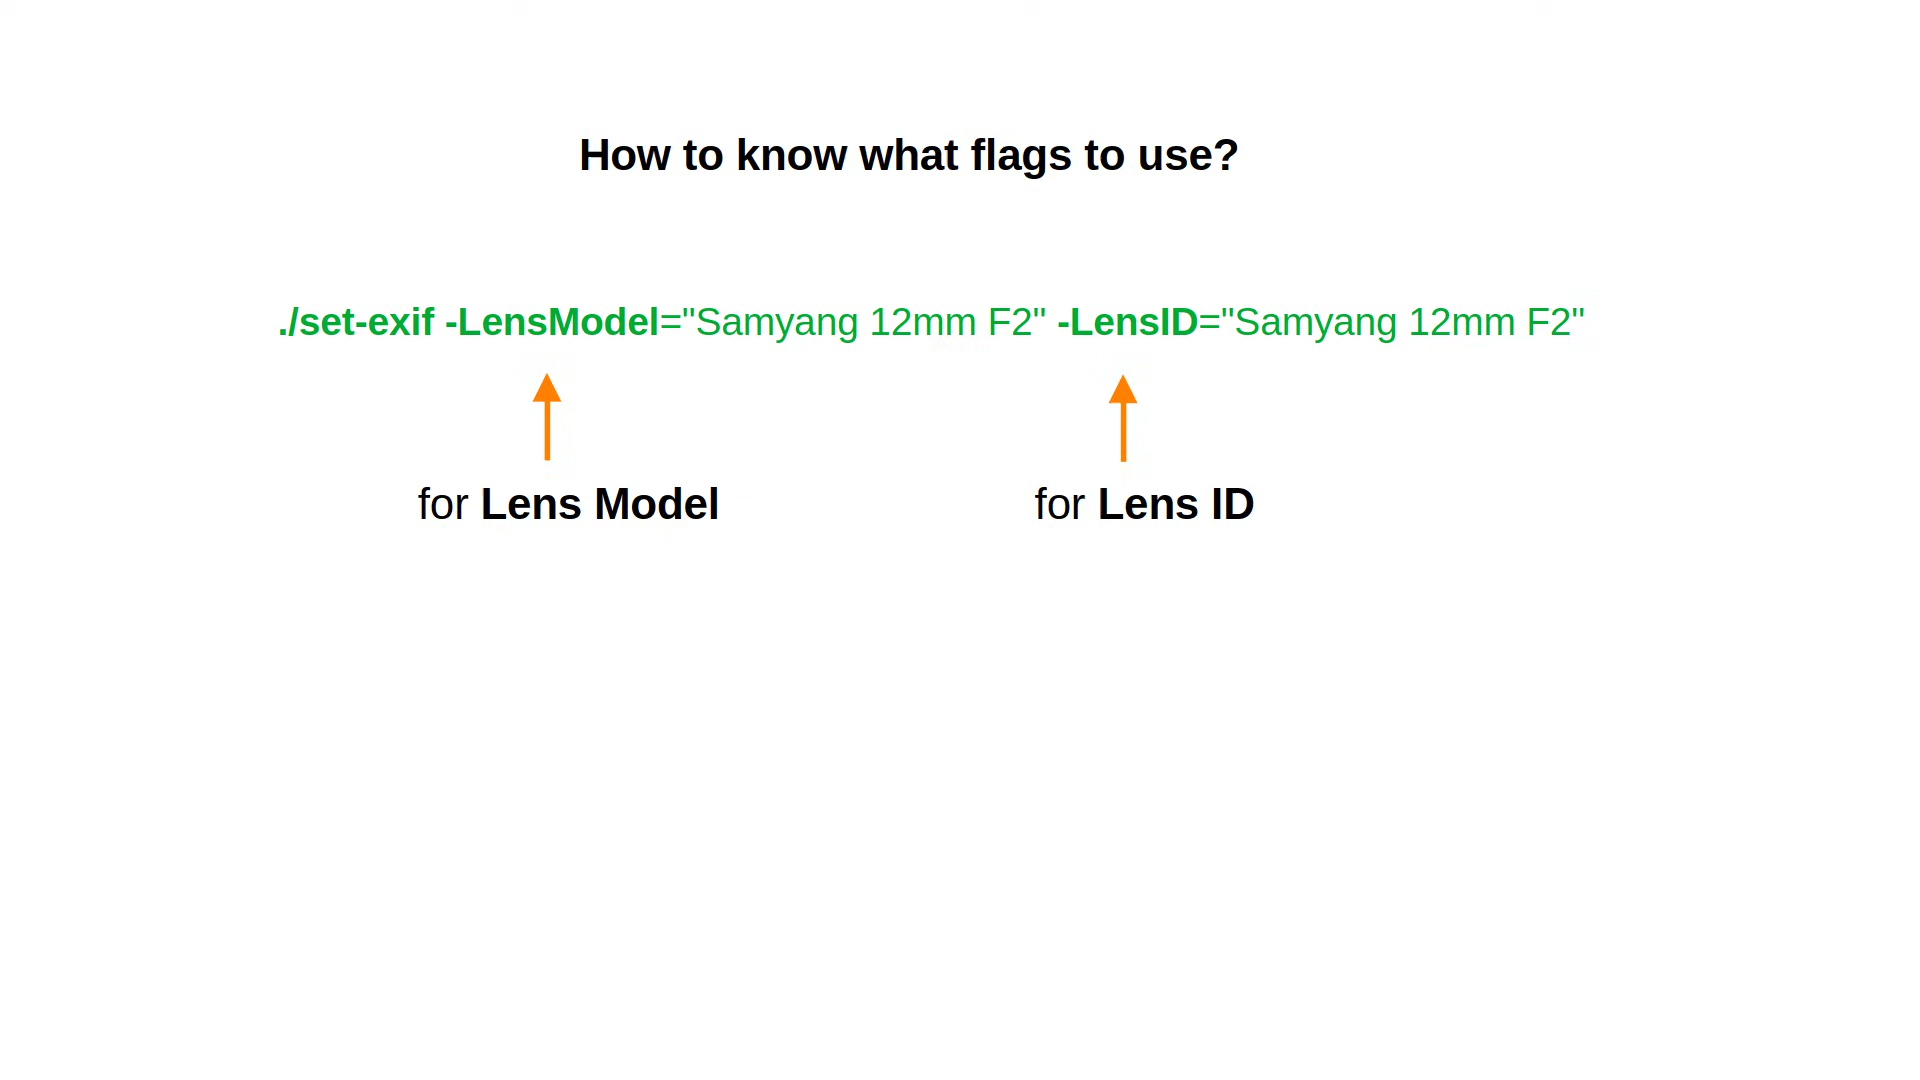 How to know what flags to use?
./set-exif -LensModel="Samyang 12mm F2" -LensID="Samyang 12mm F2"
for Lens Model for Lens ID